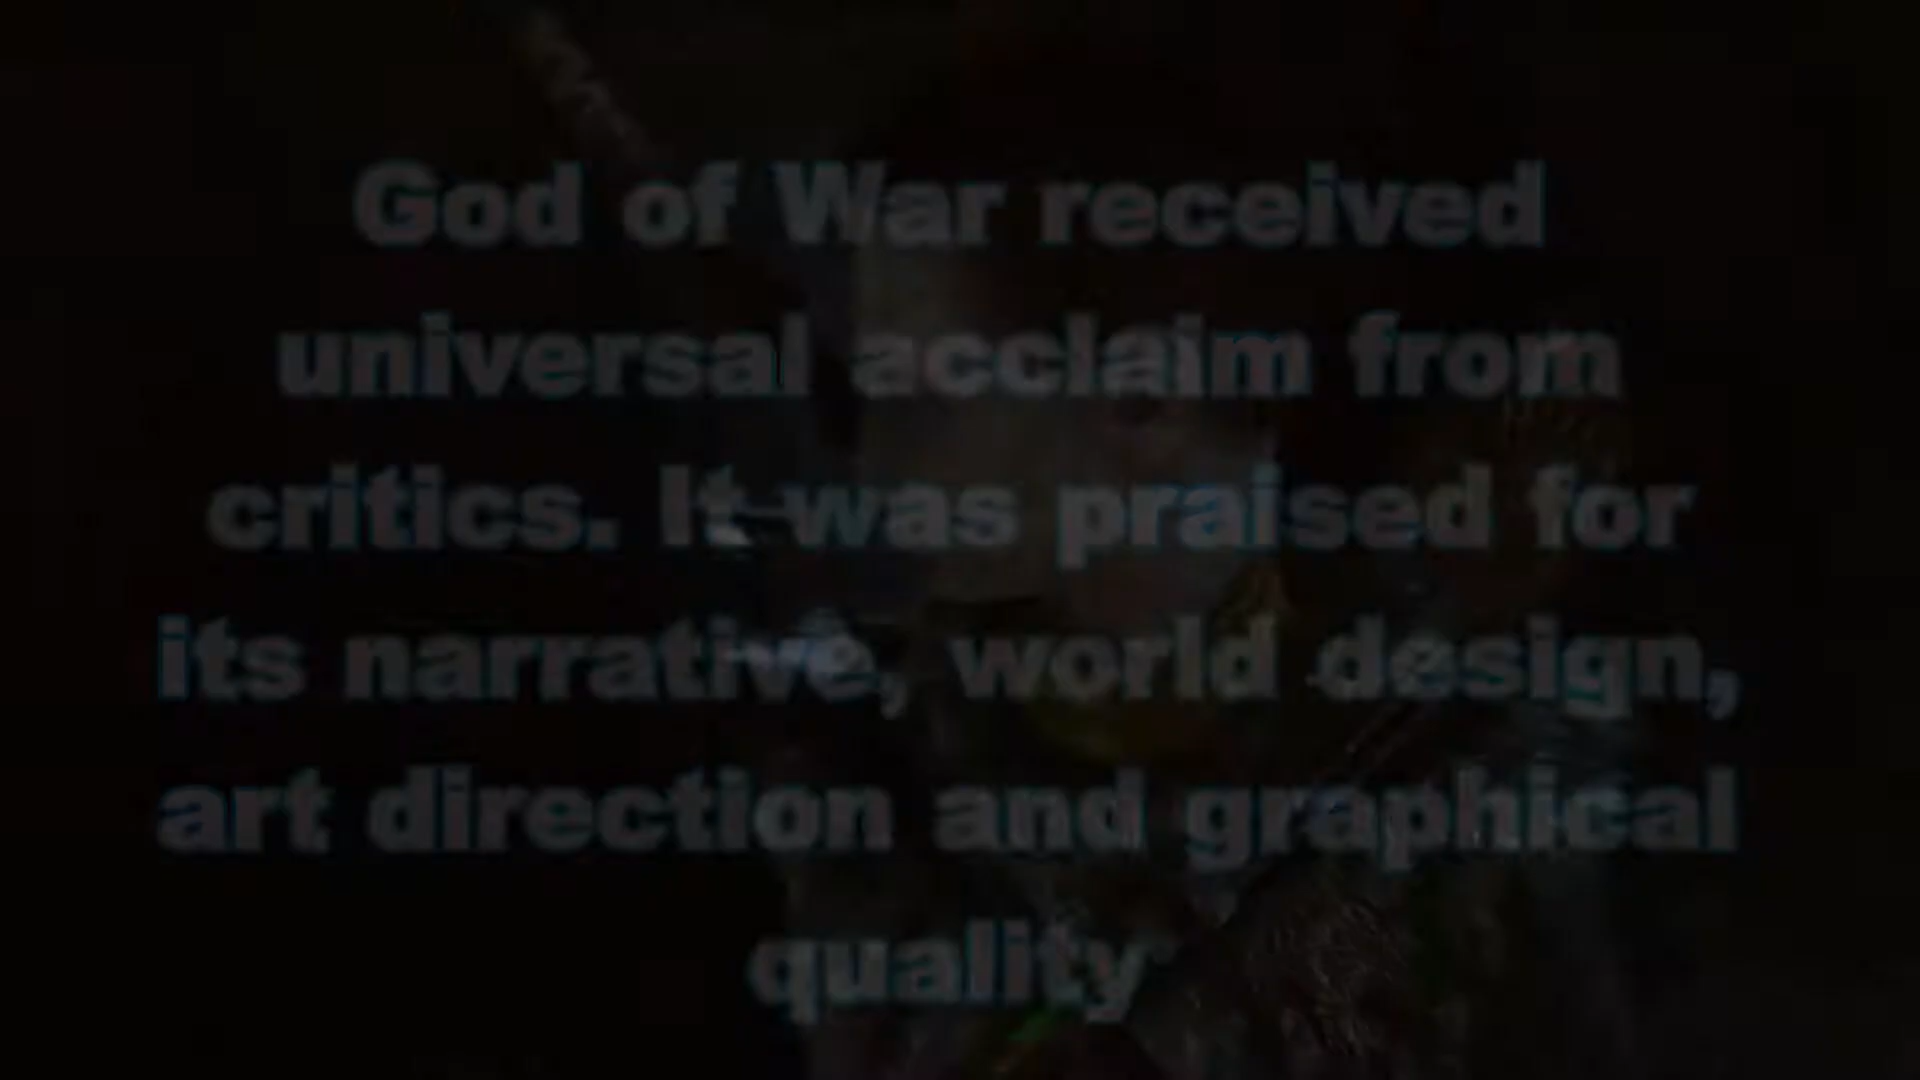 God of War received
universal acclaim from
critics. It was praised for
its narrative, world design,
art direction and graphical
quality